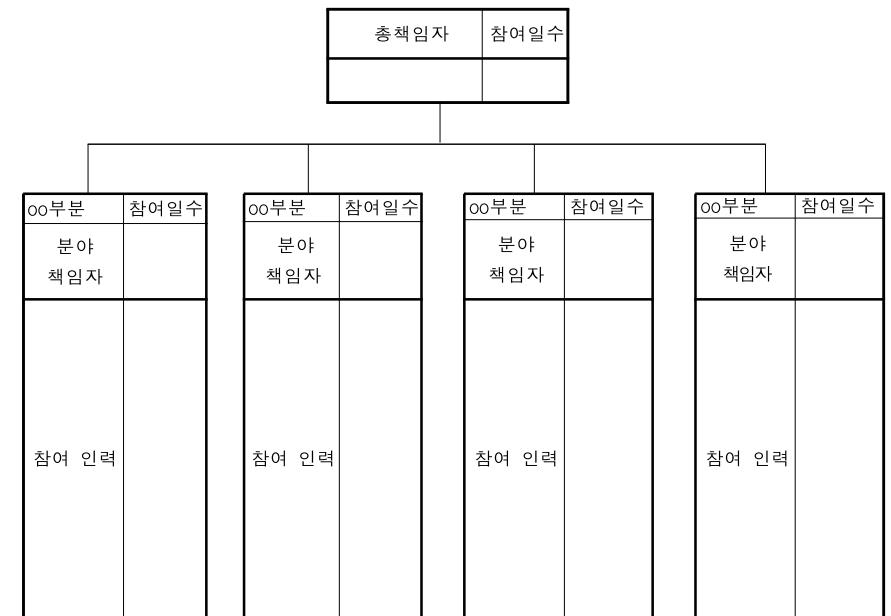 총책임자 참여일수
oo부분 참여일수 oo부분 참여일수 oo부분 참여일수 oo부분 참여일수
분야 분야 분야 분야
책임자 책임자 책임자 책임자
참여 인력 참여 인력 참여 인력 참여 인력